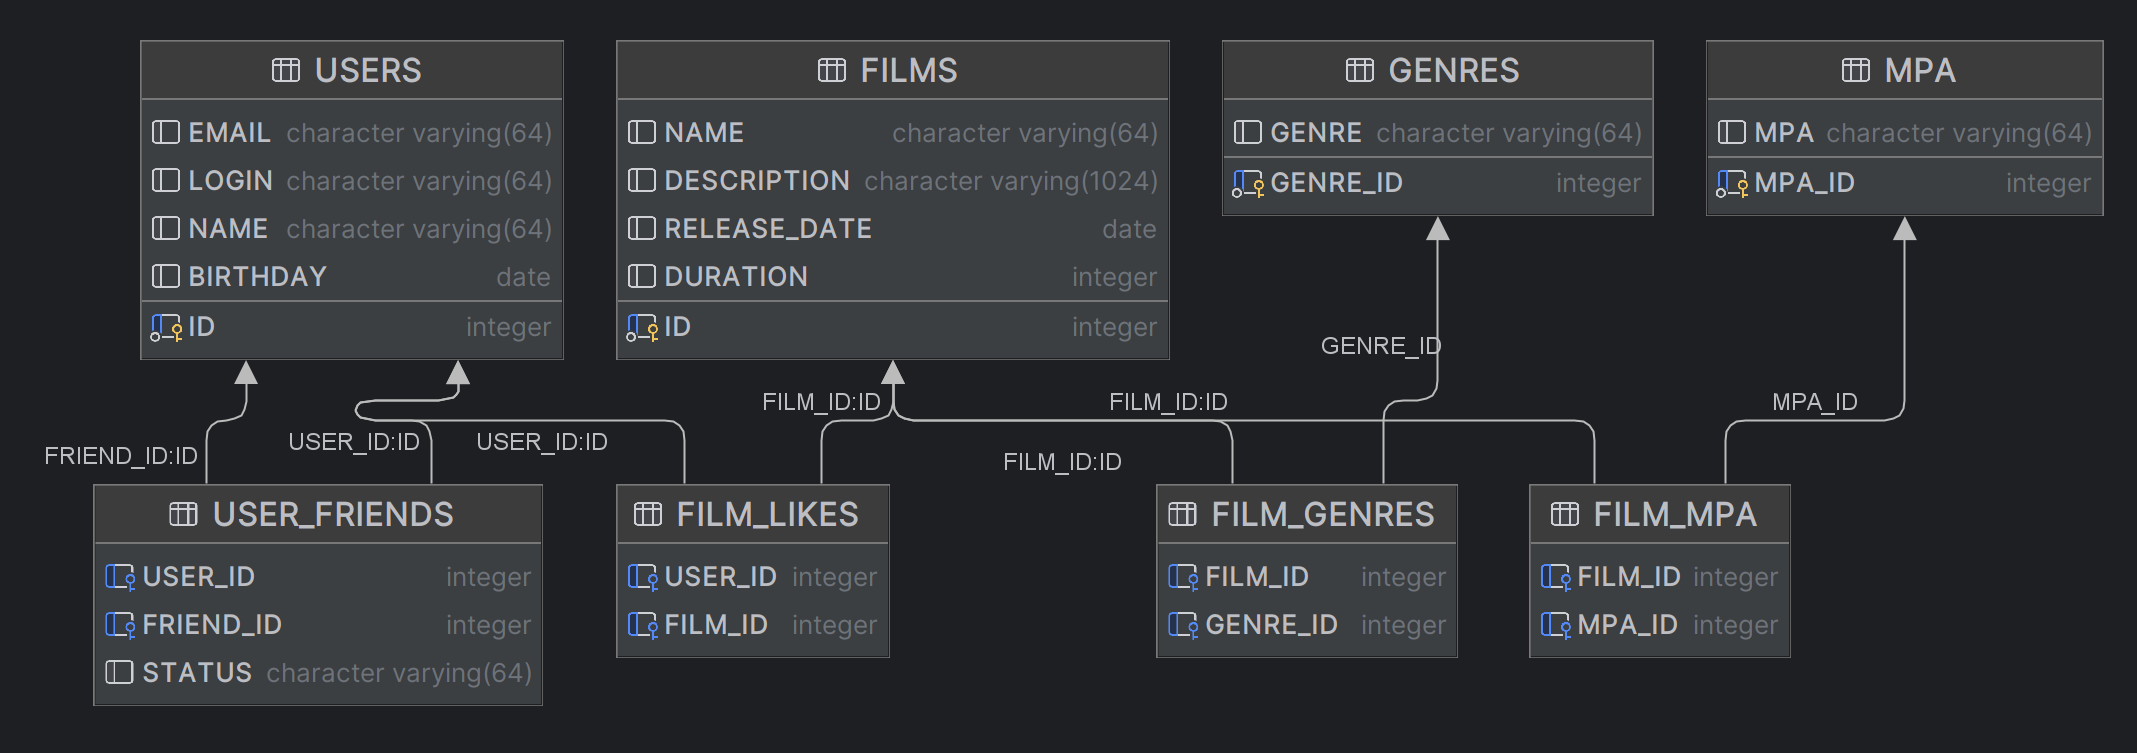 USERS
EMAIL character varying(64)
LOGIN character varying(64)
NAME character varying(64)
BIRTHDAY date
ID integer
FILMS
NAME character varying(64)
DESCRIPTION character varying(1024)
RELEASE_DATE date
DURATION integer
ID integer
GENRES
GENRE character varying(64)
GENRE_ID integer
MPA
MPA character varying(64)
MPA_ID integer
GENRE_ID
FILM_ID:ID
FILM_ID:ID
MPA_ID
FRIEND_ID:ID
USER_ID:ID
USER_ID:ID
FILM_ID:ID
USER_FRIENDS
USER_ID integer
FRIEND_ID integer
STATUS character varying(64)
FILM_LIKES
USER_ID integer
FILM_ID integer
FILM_GENRES
FILM_ID integer
GENRE_ID integer
FILM_MPA
FILM_ID integer
MPA_ID integer